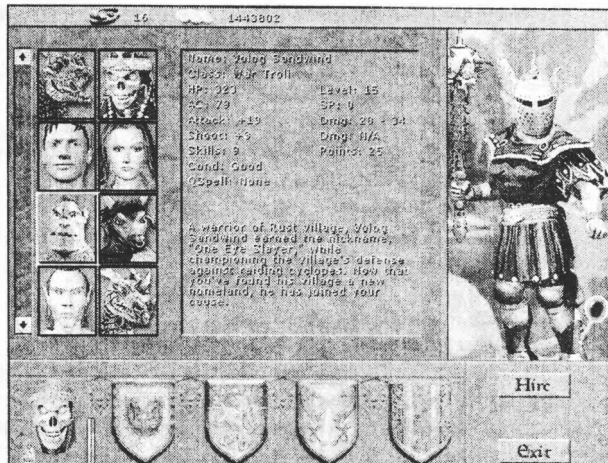 16 1443802
Name: Volog Sandwind
Class: War Troll
HP: 323 Level: 15
AC: 79 SP: 0
Attack: +19 Dmg: 20 - 34
Shoot: +9 Dmg: N/A
Skills: 9 Points: 25
Cond: Good
QSpell: None
A warrior of Rust village, Volog
Sandwind earned the nickname,
"One Eye Slayer," while
championing the village's defense
against raiding cyclopes. Now that
you've found his village a new
homeland, he has joined your
cause.
Hire
Exit